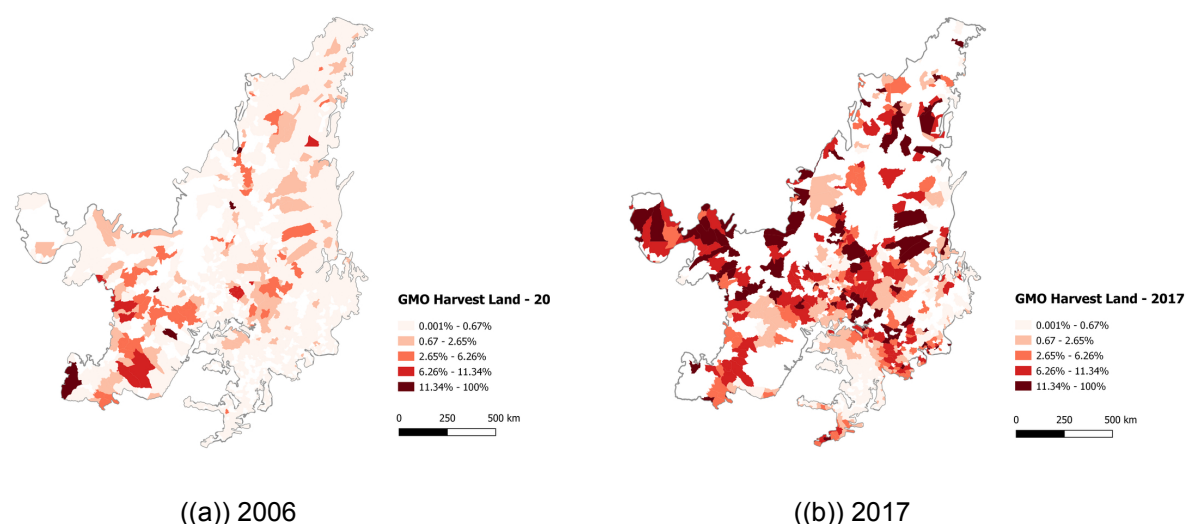 GMO Harvest Land - 20
0.001% - 0.67%
0.67 - 2.65%
2.65% - 6.26%
6.26% - 11.34%
11.34% - 100%
0 250 500 km
((a)) 2006
GMO Harvest Land - 2017
0.001% - 0.67%
0.67 - 2.65%
2.65% - 6.26%
6.26% - 11.34%
11.34% - 100%
0 250 500 km
((b)) 2017